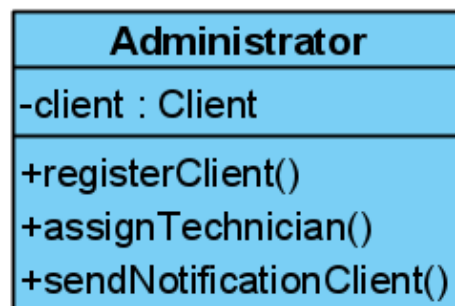 Administrator
-client : Client
+registerClient()
+assignTechnician()
+sendNotificationClient()